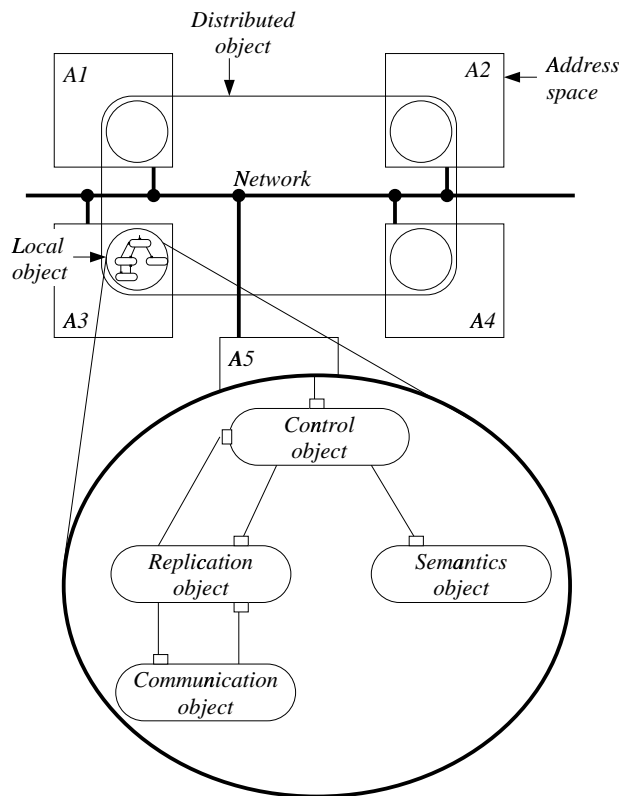 Distributed
object
A1
A2
Address
space
Network
Local
object
A3
A4
A5
Control
object
Replication
object
Semantics
object
Communication
object